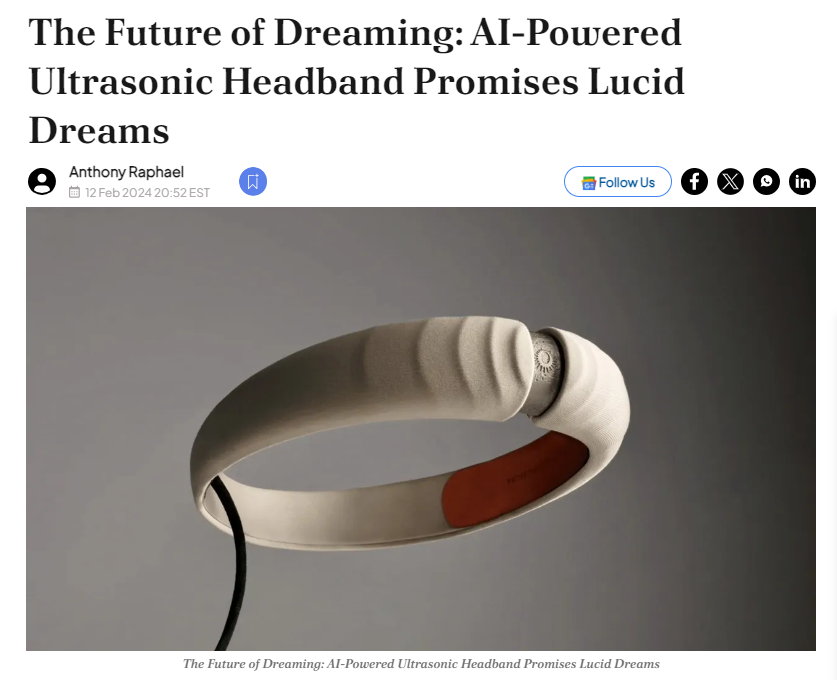 The Future of Dreaming: AI-Powered
Ultrasonic Headband Promises Lucid
Dreams
Anthony Raphael
12 Feb 2024 20:52 EST
Follow Us
The Future of Dreaming: AI-Powered Ultrasonic Headband Promises Lucid Dreams